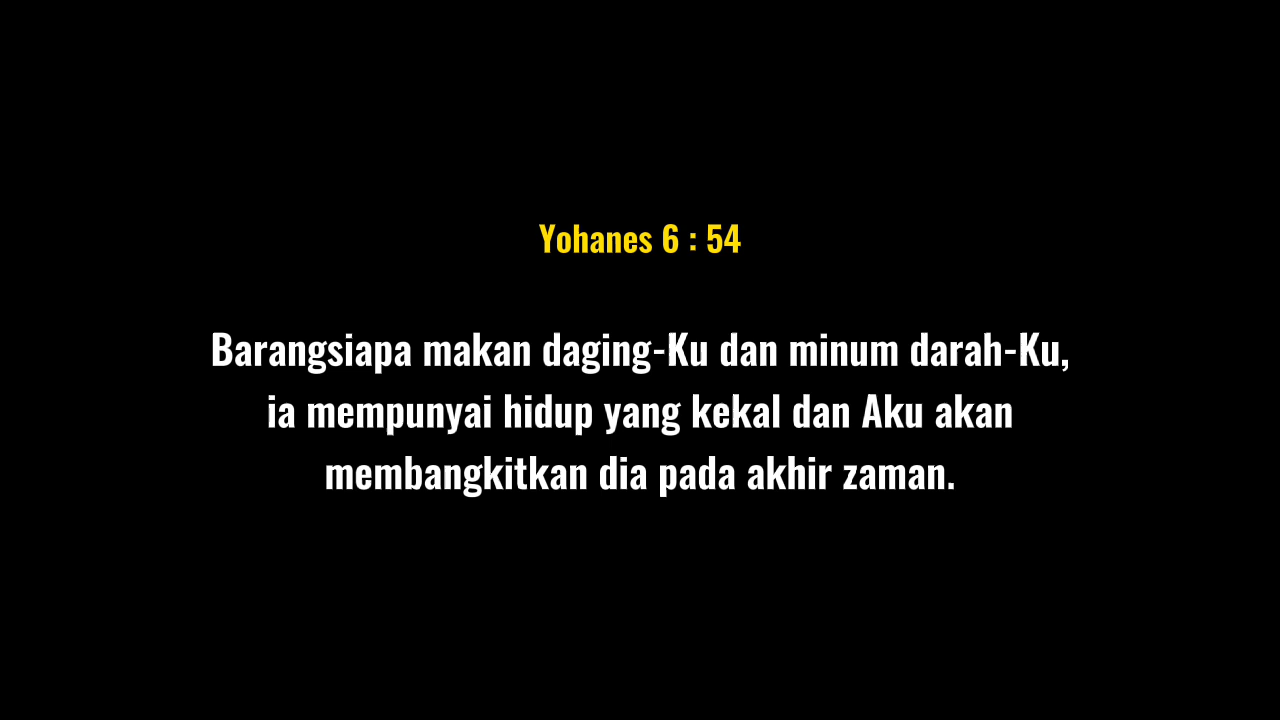 Yohanes 6 : 54
Barangsiapa makan daging-Ku dan minum darah-Ku,
ia mempunyai hidup yang kekal dan Aku akan
membangkitkan dia pada akhir zaman.